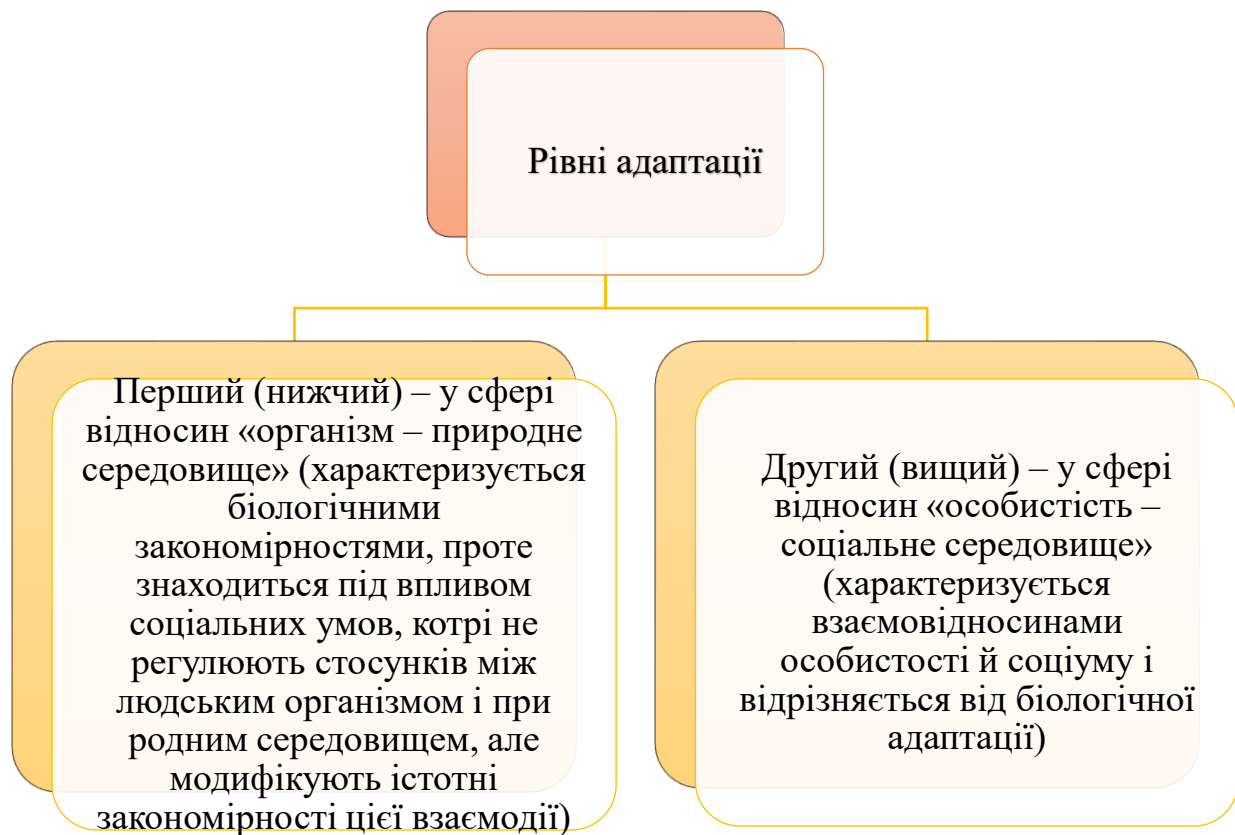 Рівні адаптації
Перший (нижчий) – у сфері
відносин «організм – природне
середовище» (характеризується
біологічними
закономірностями, проте
знаходиться під впливом
соціальних умов, котрі не
регулюють стосунків між
людським організмом і при
родним середовищем, але
модифікують істотні
закономірності цієї взаємодії)
Другий (вищий) – у сфері
відносин «особистість –
соціальне середовище»
(характеризується
взаємовідносинами
особистості й соціуму і
відрізняється від біологічної
адаптації)